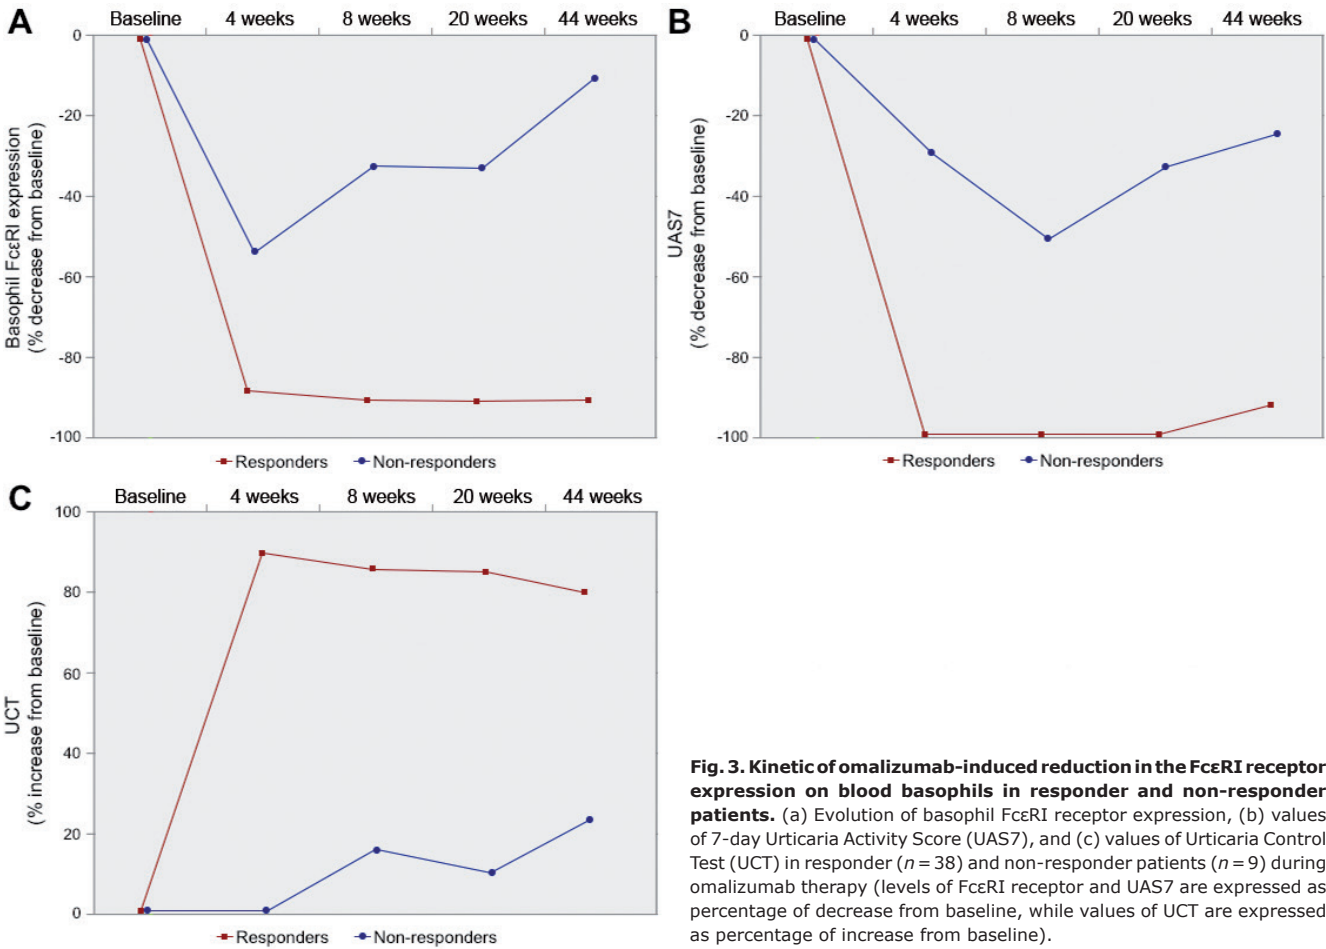 A
Baseline 4 weeks 8 weeks 20 weeks 44 weeks
0
-20
-40
-60
-80
-100
Basophil FcεRI expression
(% decrease from baseline)
Responders Non-responders
B
Baseline 4 weeks 8 weeks 20 weeks 44 weeks
0
-20
-40
-60
-80
-100
UAS7
(% decrease from baseline)
Responders Non-responders
C
Baseline 4 weeks 8 weeks 20 weeks 44 weeks
100
80
60
40
20
0
UCT
(% increase from baseline)
Responders Non-responders
Fig. 3. Kinetic of omalizumab-induced reduction in the FcεRI receptor
expression on blood basophils in responder and non-responder
patients. (a) Evolution of basophil FcεRI receptor expression, (b) values
of 7-day Urticaria Activity Score (UAS7), and (c) values of Urticaria Control
Test (UCT) in responder (n = 38) and non-responder patients (n = 9) during
omalizumab therapy (levels of FcεRI receptor and UAS7 are expressed as
percentage of decrease from baseline, while values of UCT are expressed
as percentage of increase from baseline).